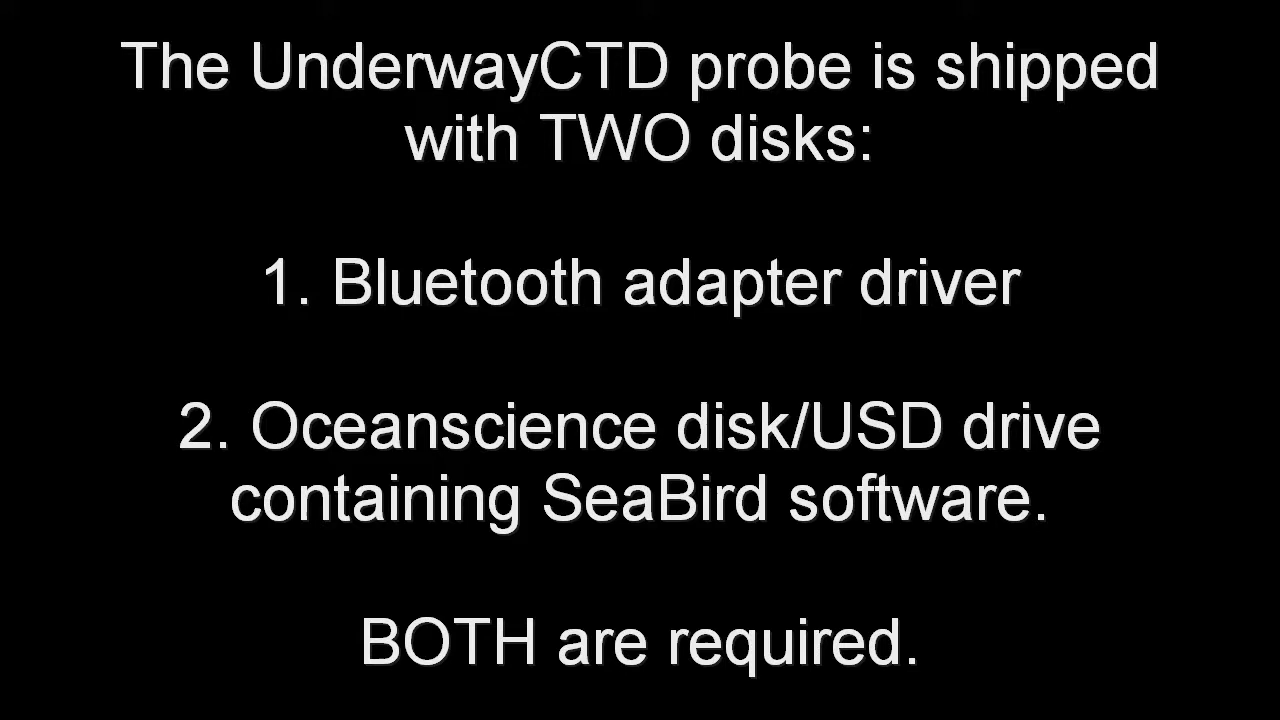 The UnderwayCTD probe is shipped
with TWO disks:
1. Bluetooth adapter driver
2. Oceanscience disk/USD drive
containing SeaBird software.
BOTH are required.